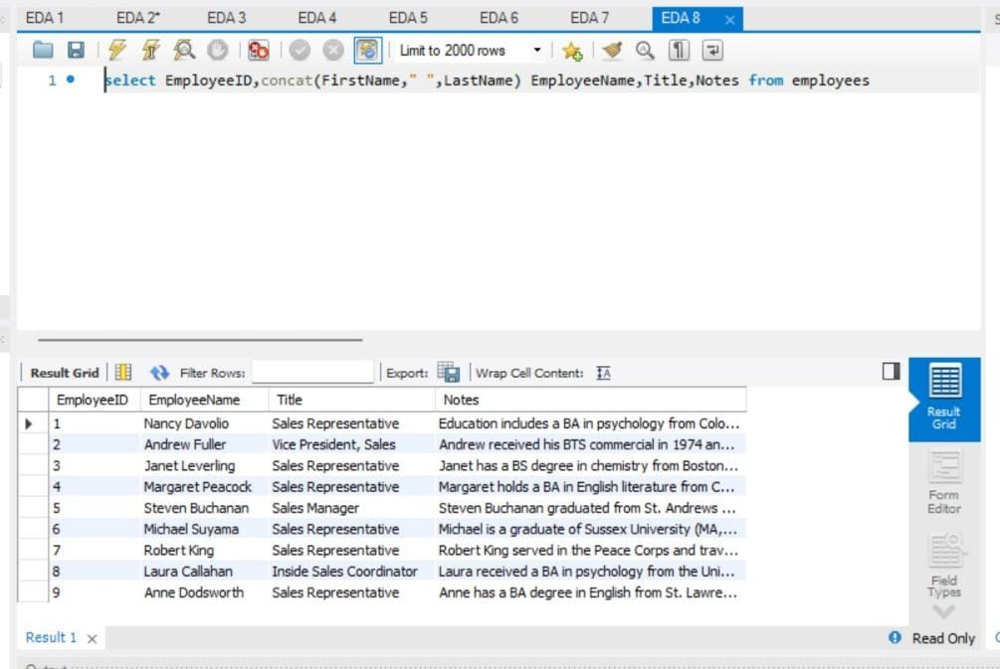 EDA 1 EDA 2* EDA 3 EDA 4 EDA 5 EDA 6 EDA 7 EDA 8
Limit to 2000 rows
1 select EmployeeID,concat(FirstName," ",LastName) EmployeeName,Title,Notes from employees
Result Grid Filter Rows: Export: Wrap Cell Content:
EmployeeID EmployeeName Title Notes
1 Nancy Davolio Sales Representative Education includes a BA in psychology from Colo...
2 Andrew Fuller Vice President, Sales Andrew received his BTS commercial in 1974 an...
3 Janet Leverling Sales Representative Janet has a BS degree in chemistry from Boston...
4 Margaret Peacock Sales Representative Margaret holds a BA in English literature from C...
5 Steven Buchanan Sales Manager Steven Buchanan graduated from St. Andrews ...
6 Michael Suyama Sales Representative Michael is a graduate of Sussex University (MA,...
7 Robert King Sales Representative Robert King served in the Peace Corps and trav...
8 Laura Callahan Inside Sales Coordinator Laura received a BA in psychology from the Uni...
9 Anne Dodsworth Sales Representative Anne has a BA degree in English from St. Lawre...
Result
Grid
Form
Editor
Field
Types
Result 1 Read Only
Output